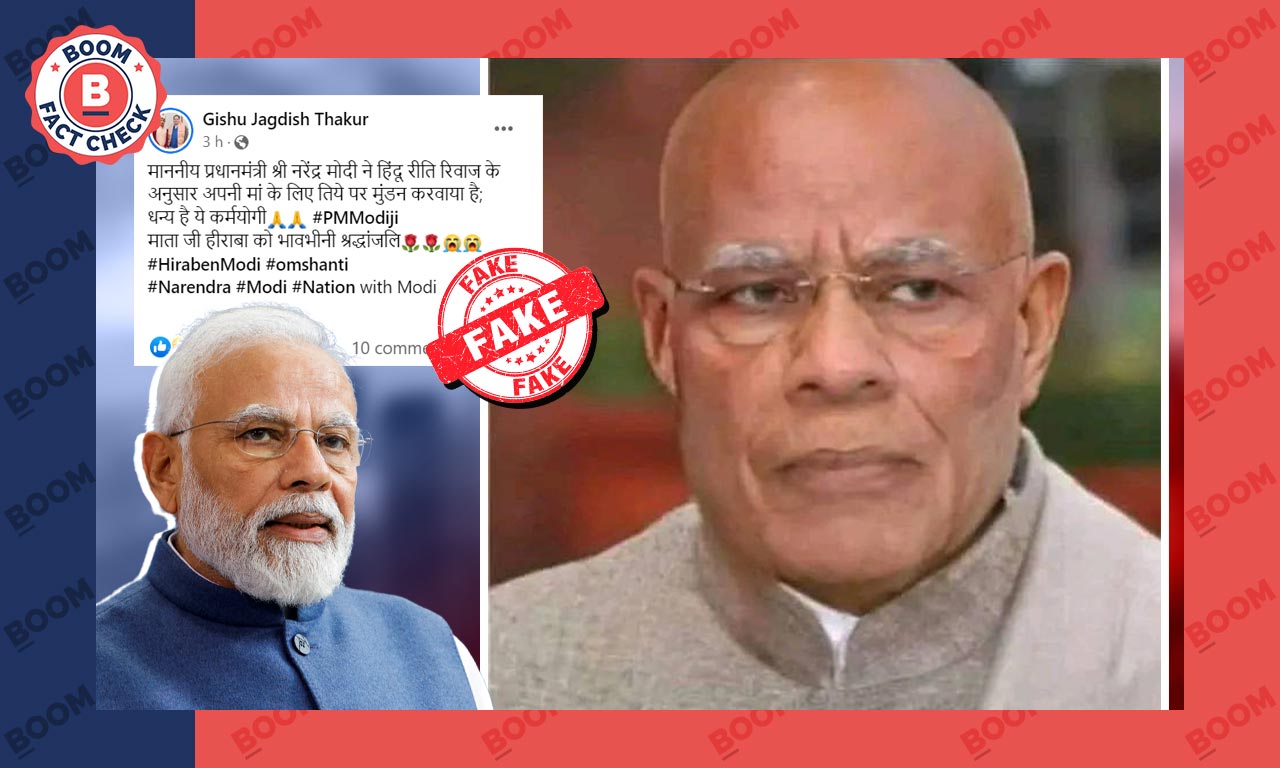 BOOM
B
FACT CHECK
Gishu Jagdish Thakur
3 h ·
माननीय प्रधानमंत्री श्री नरेंद्र मोदी ने हिंदू रीति रिवाज के
अनुसार अपनी मां के लिए तिये पर मुंडन करवाया है;
धन्य है ये कर्मयोगी🙏🙏 #PMModiji
माता जी हीराबा को भावभीनी श्रद्धांजलि🌹🌹😭😭
#HirabenModi #omshanti
#Narendra #Modi #Nation with Modi
10 comme
FAKE
FAKE
FAKE